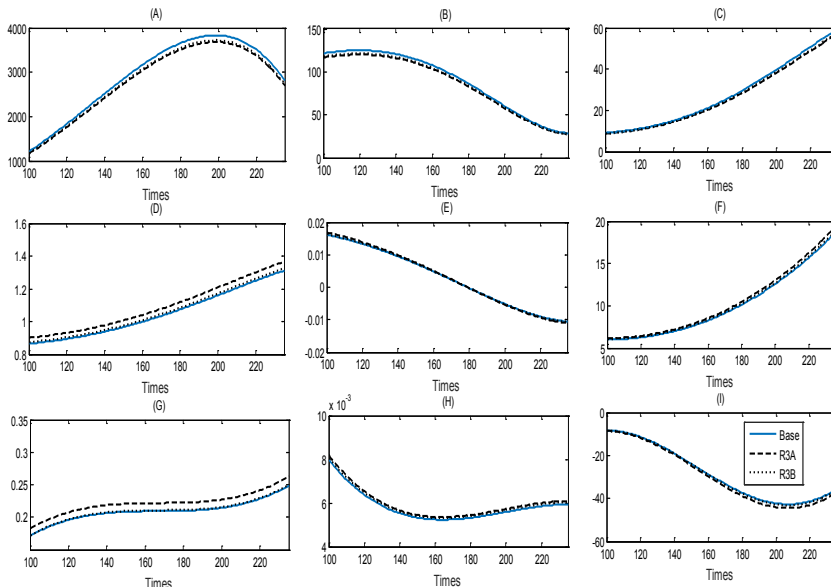 (A)
4000
3000
2000
1000
100 120 140 160 180 200 220
Times
(B)
150
100
50
0
100 120 140 160 180 200 220
Times
(C)
60
40
20
0
100 120 140 160 180 200 220
Times
(D)
1.6
1.4
1.2
1
0.8
100 120 140 160 180 200 220
Times
(E)
0.02
0.01
0
-0.01
-0.02
100 120 140 160 180 200 220
Times
(F)
20
15
10
5
100 120 140 160 180 200 220
Times
(G)
0.35
0.3
0.25
0.2
100 120 140 160 180 200 220
Times
(H)
x 10^-3
10
8
6
4
100 120 140 160 180 200 220
Times
(I)
0
-20
-40
-60
100 120 140 160 180 200 220
Times
Base
R3A
R3B